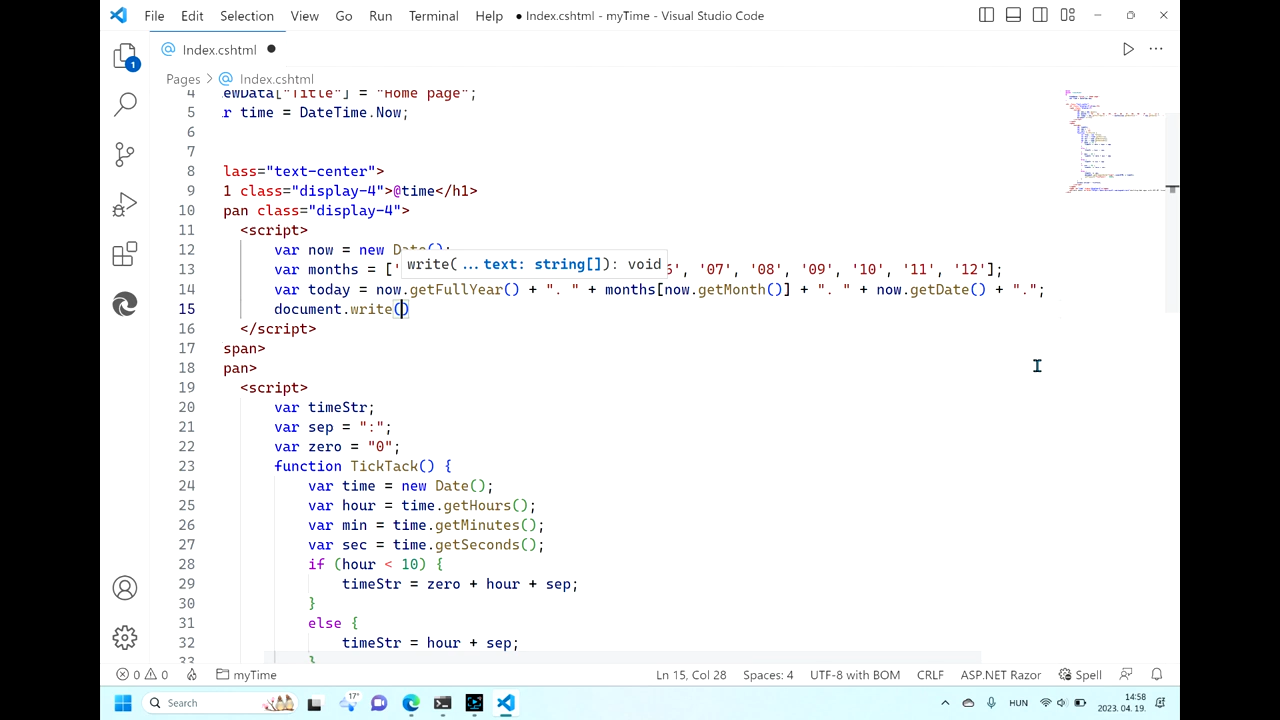 File Edit Selection View Go Run Terminal Help ● Index.cshtml - myTime - Visual Studio Code
Index.cshtml
Pages > Index.cshtml
4 ewData["Title"] = "Home page";
5 r time = DateTime.Now;
6
7
8 lass="text-center">
9 1 class="display-4">@time</h1>
10 pan class="display-4">
11 <script>
12 var now = new Date();
write(...text: string[]): void
13 var months = [' 6', '07', '08', '09', '10', '11', '12'];
14 var today = now.getFullYear() + ". " + months[now.getMonth()] + ". " + now.getDate() + ".";
15 document.write()
16 </script>
17 span>
18 pan>
19 <script>
20 var timeStr;
21 var sep = ":";
22 var zero = "0";
23 function TickTack() {
24 var time = new Date();
25 var hour = time.getHours();
26 var min = time.getMinutes();
27 var sec = time.getSeconds();
28 if (hour < 10) {
29 timeStr = zero + hour + sep;
30 }
31 else {
32 timeStr = hour + sep;
33 }
1
0 0 myTime Ln 15, Col 28 Spaces: 4 UTF-8 with BOM CRLF ASP.NET Razor Spell
Search 17° HUN 14:58
2023. 04. 19.